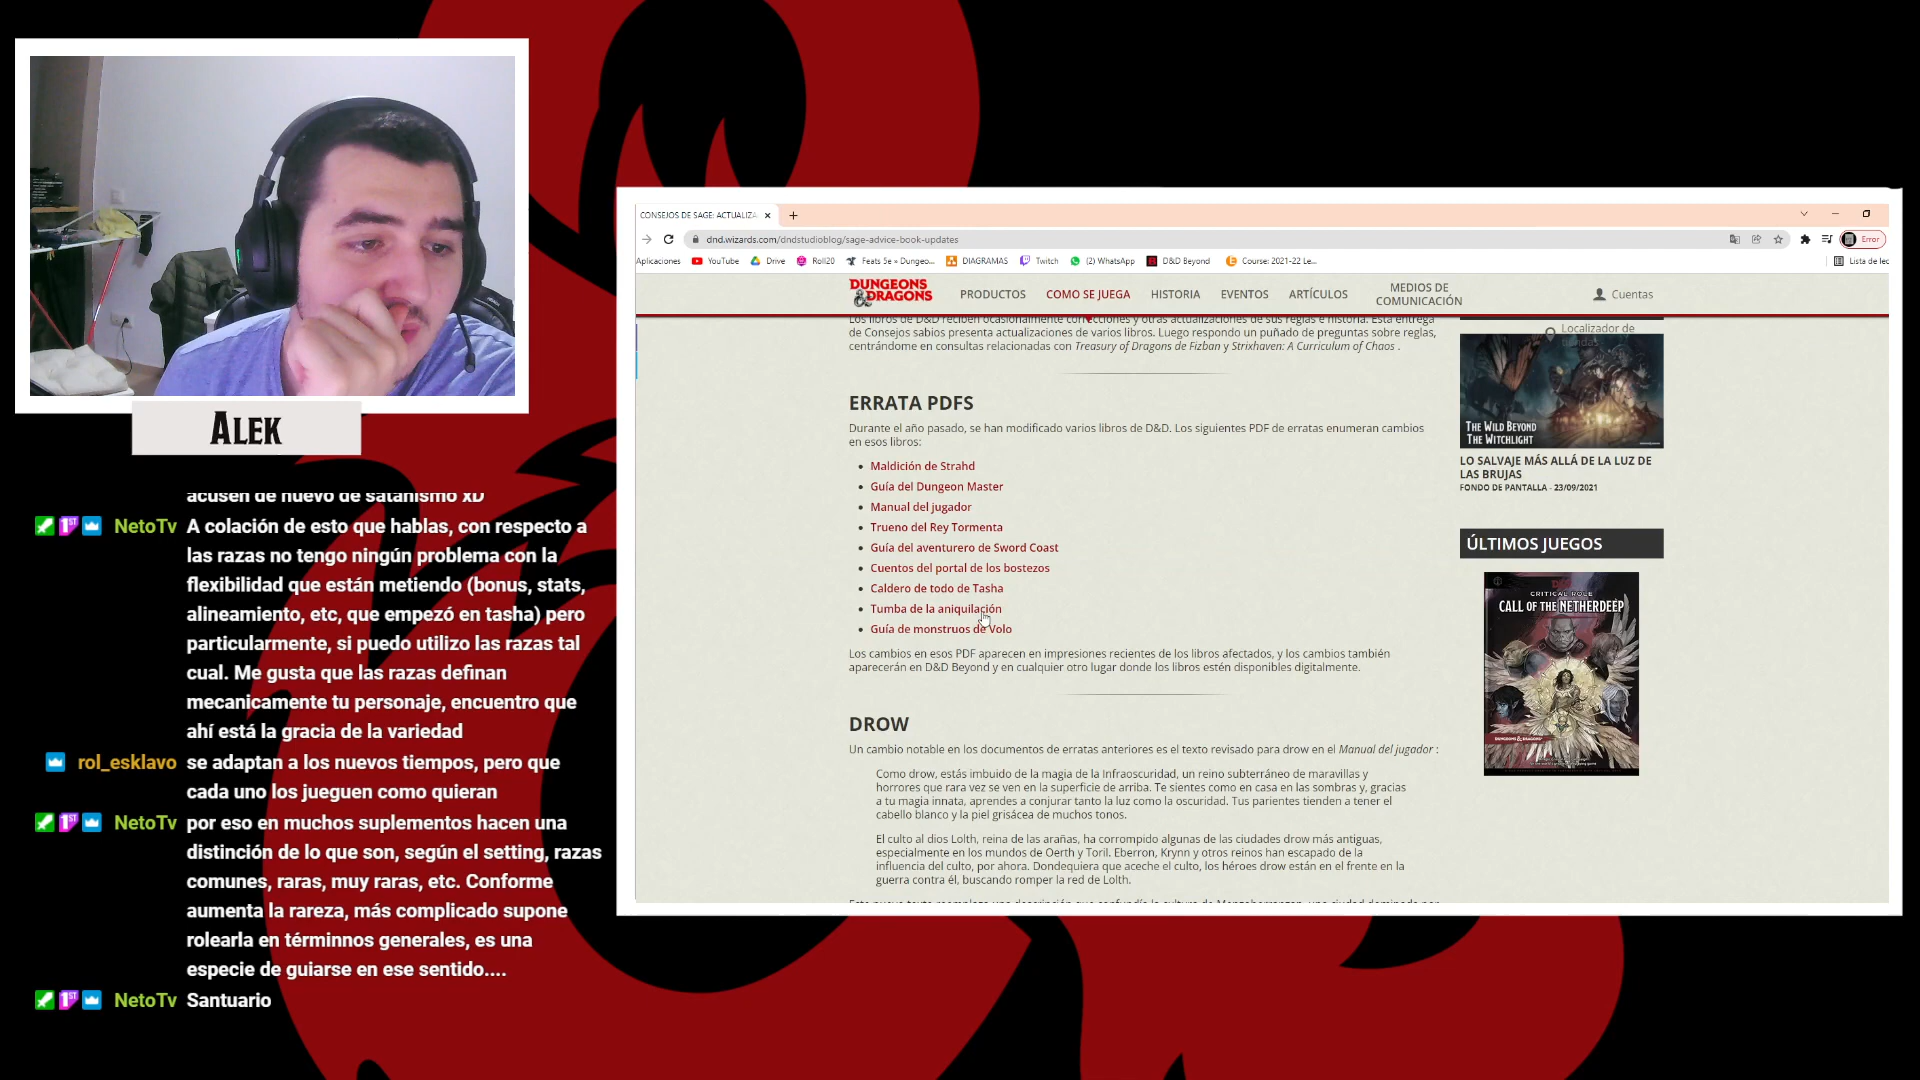 ALEK
acusen de nuevo de satanismo XD
NetoTv A colación de esto que hablas, con respecto a
las razas no tengo ningún problema con la
flexibilidad que están metiendo (bonus, stats,
alineamiento, etc, que empezó en tasha) pero
particularmente, si puedo utilizo las razas tal
cual. Me gusta que las razas definan
mecanicamente tu personaje, encuentro que
ahí está la gracia de la variedad
rol_esklavo se adaptan a los nuevos tiempos, pero que
cada uno los jueguen como quieran
NetoTv por eso en muchos suplementos hacen una
distinción de lo que son, según el setting, razas
comunes, raras, muy raras, etc. Conforme
aumenta la rareza, más complicado supone
rolearla en términnos generales, es una
especie de guiarse en ese sentido....
NetoTv Santuario
CONSEJOS DE SAGE: ACTUALIZA
dnd.wizards.com/dndstudioblog/sage-advice-book-updates
Error
Aplicaciones YouTube Drive Roll20 Feats 5e » Dungeo... DIAGRAMAS Twitch (2) WhatsApp D&D Beyond Course: 2021-22 Le... Lista de lec
DUNGEONS & DRAGONS
PRODUCTOS COMO SE JUEGA HISTORIA EVENTOS ARTÍCULOS MEDIOS DE COMUNICACIÓN Cuentas
Localizador de
tiendas
Los libros de D&D reciben ocasionalmente correcciones y otras actualizaciones de sus reglas e historia. Esta entrega
de Consejos sabios presenta actualizaciones de varios libros. Luego respondo un puñado de preguntas sobre reglas,
centrándome en consultas relacionadas con Treasury of Dragons de Fizban y Strixhaven: A Curriculum of Chaos .
ERRATA PDFS
Durante el año pasado, se han modificado varios libros de D&D. Los siguientes PDF de erratas enumeran cambios
en esos libros:
Maldición de Strahd
Guía del Dungeon Master
Manual del jugador
Trueno del Rey Tormenta
Guía del aventurero de Sword Coast
Cuentos del portal de los bostezos
Caldero de todo de Tasha
Tumba de la aniquilación
Guía de monstruos de Volo
Los cambios en esos PDF aparecen en impresiones recientes de los libros afectados, y los cambios también
aparecerán en D&D Beyond y en cualquier otro lugar donde los libros estén disponibles digitalmente.
DROW
Un cambio notable en los documentos de erratas anteriores es el texto revisado para drow en el Manual del jugador :
Como drow, estás imbuido de la magia de la Infraoscuridad, un reino subterráneo de maravillas y
horrores que rara vez se ven en la superficie de arriba. Te sientes como en casa en las sombras y, gracias
a tu magia innata, aprendes a conjurar tanto la luz como la oscuridad. Tus parientes tienden a tener el
cabello blanco y la piel grisácea de muchos tonos.
El culto al dios Lolth, reina de las arañas, ha corrompido algunas de las ciudades drow más antiguas,
especialmente en los mundos de Oerth y Toril. Eberron, Krynn y otros reinos han escapado de la
influencia del culto, por ahora. Dondequiera que aceche el culto, los héroes drow están en el frente en la
guerra contra él, buscando romper la red de Lolth.
THE WILD BEYOND
THE WITCHLIGHT
LO SALVAJE MÁS ALLÁ DE LA LUZ DE
LAS BRUJAS
FONDO DE PANTALLA - 23/09/2021
ÚLTIMOS JUEGOS
CRITICAL ROLE
CALL OF THE NETHERDEEP
DUNGEONS & DRAGONS